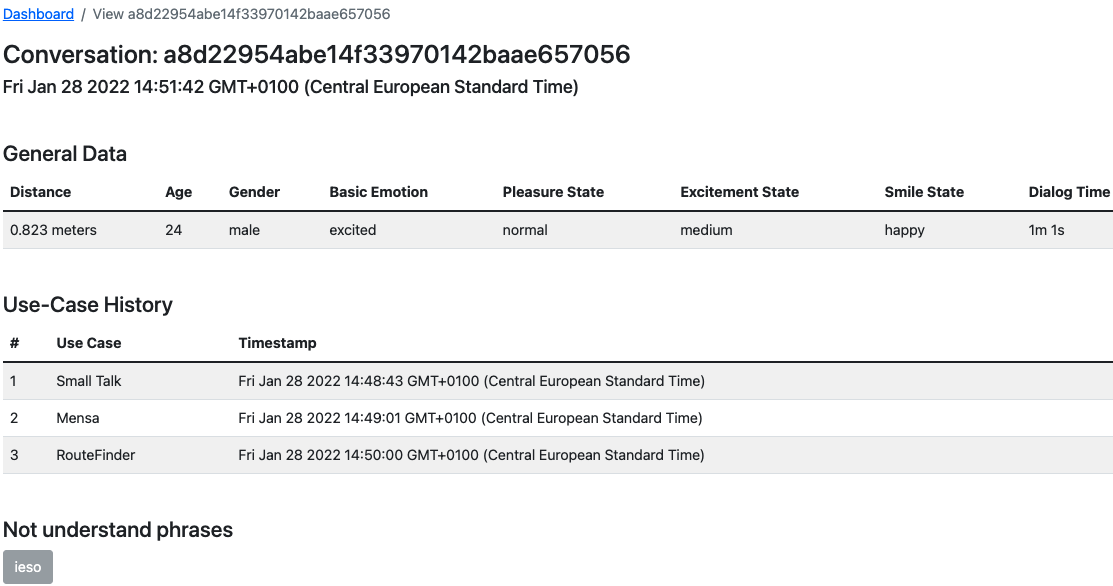 Dashboard / View a8d22954abe14f33970142baae657056
Conversation: a8d22954abe14f33970142baae657056
Fri Jan 28 2022 14:51:42 GMT+0100 (Central European Standard Time)
General Data
Distance Age Gender Basic Emotion Pleasure State Excitement State Smile State Dialog Time
0.823 meters 24 male excited normal medium happy 1m 1s
Use-Case History
# Use Case Timestamp
1 Small Talk Fri Jan 28 2022 14:48:43 GMT+0100 (Central European Standard Time)
2 Mensa Fri Jan 28 2022 14:49:01 GMT+0100 (Central European Standard Time)
3 RouteFinder Fri Jan 28 2022 14:50:00 GMT+0100 (Central European Standard Time)
Not understand phrases
ieso